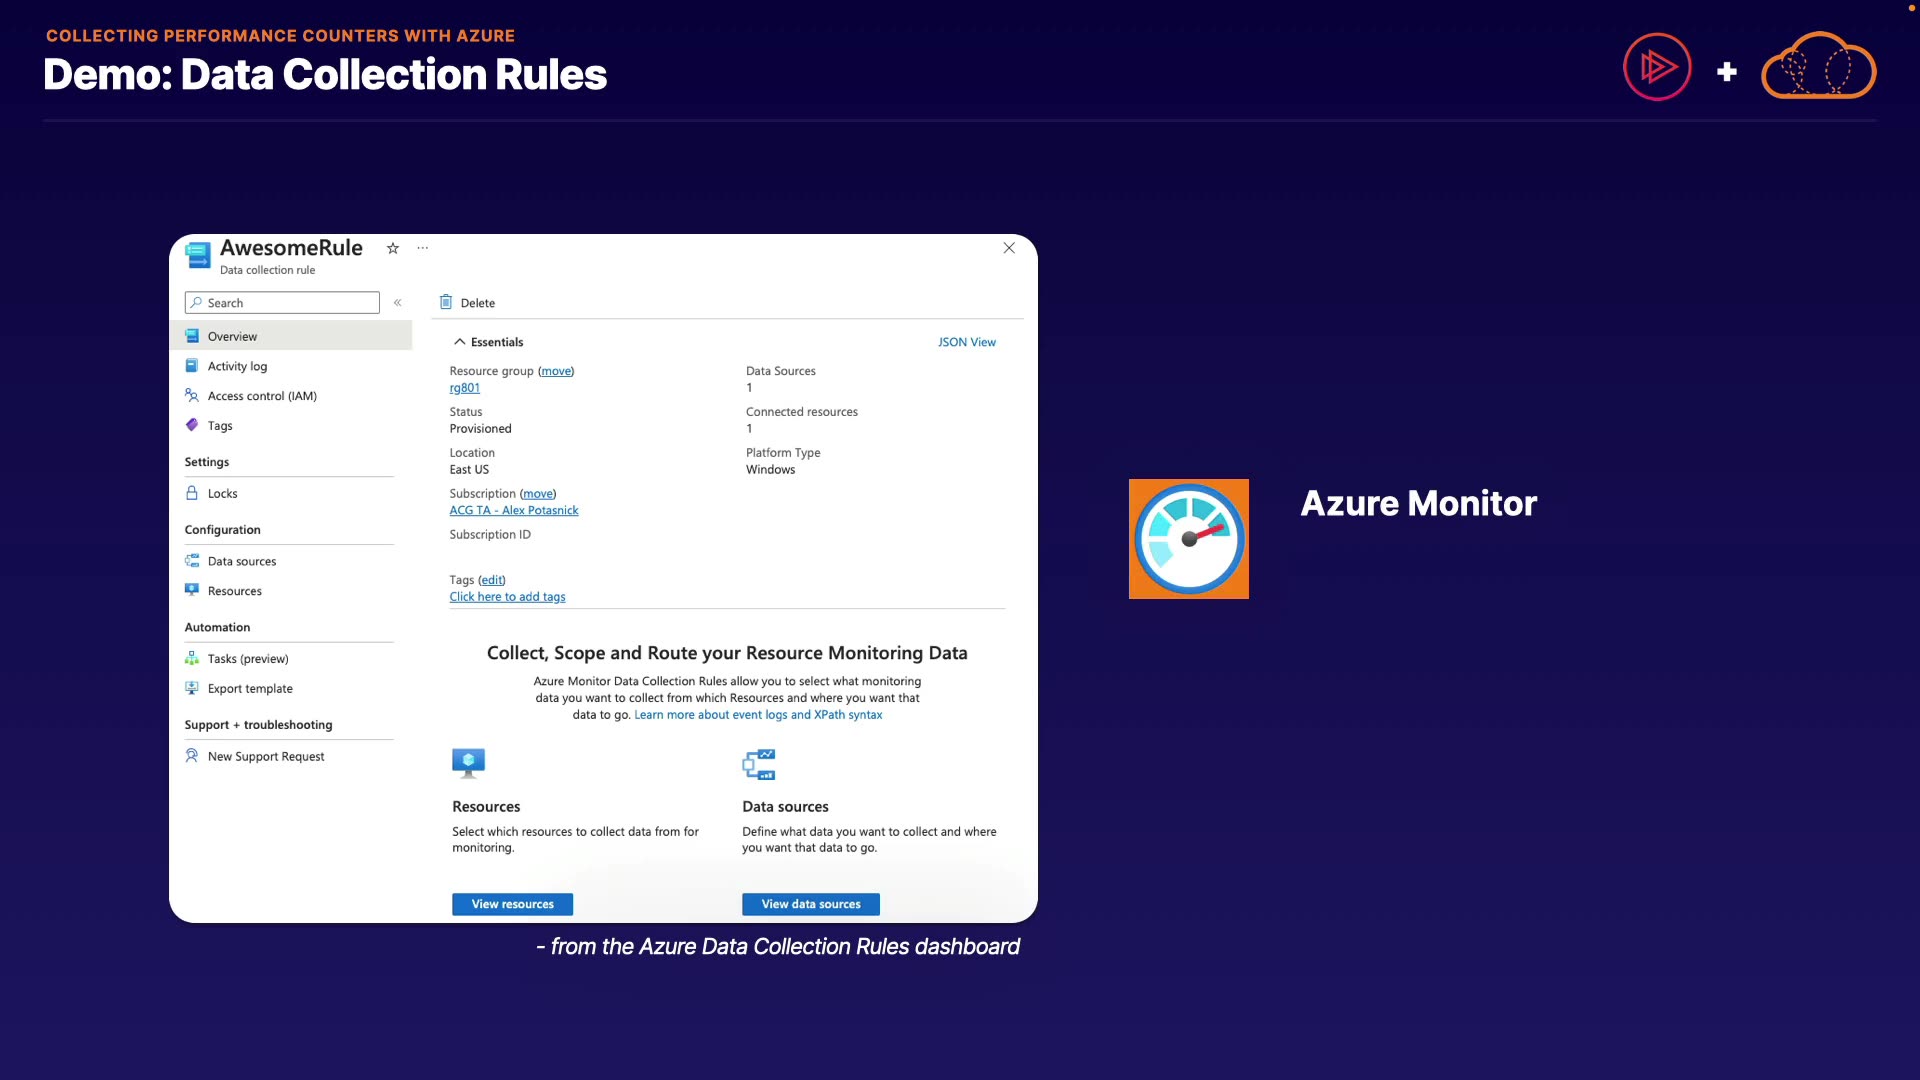 COLLECTING PERFORMANCE COUNTERS WITH AZURE
Demo: Data Collection Rules
AwesomeRule
Data collection rule
Search
Delete
Overview
Activity log
Access control (IAM)
Tags
Settings
Locks
Configuration
Data sources
Resources
Automation
Tasks (preview)
Export template
Support + troubleshooting
New Support Request
Essentials
JSON View
Resource group (move)
rg801
Status
Provisioned
Location
East US
Subscription (move)
ACG TA - Alex Potasnick
Subscription ID
Tags (edit)
Click here to add tags
Data Sources
1
Connected resources
1
Platform Type
Windows
Collect, Scope and Route your Resource Monitoring Data
Azure Monitor Data Collection Rules allow you to select what monitoring
data you want to collect from which Resources and where you want that
data to go. Learn more about event logs and XPath syntax
Resources
Select which resources to collect data from for
monitoring.
View resources
Data sources
Define what data you want to collect and where
you want that data to go.
View data sources
- from the Azure Data Collection Rules dashboard
Azure Monitor